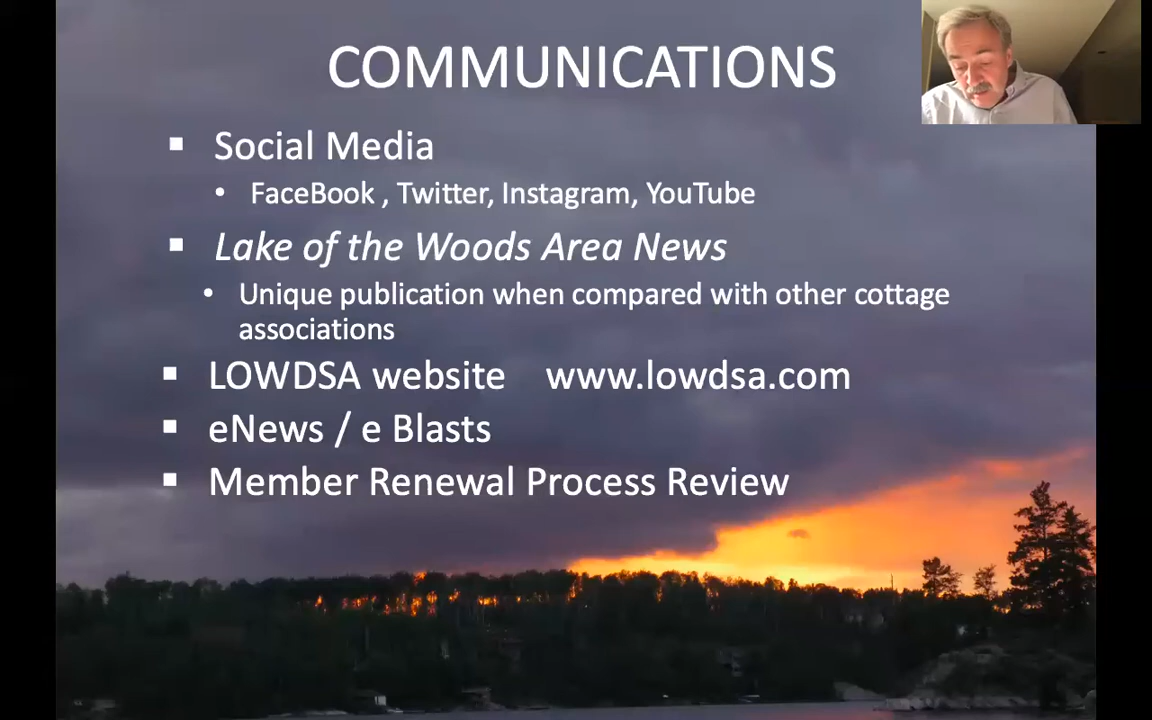 COMMUNICATIONS
▪ Social Media
• FaceBook , Twitter, Instagram, YouTube
▪ Lake of the Woods Area News
• Unique publication when compared with other cottage
associations
▪ LOWDSA website www.lowdsa.com
▪ eNews / e Blasts
▪ Member Renewal Process Review